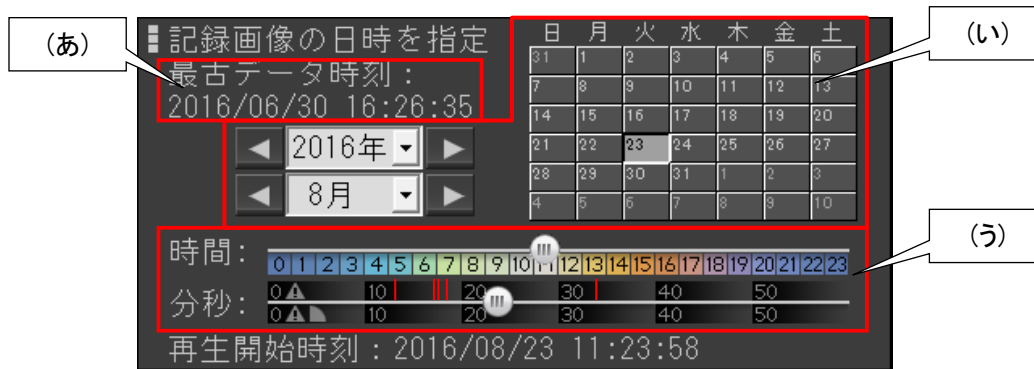 (あ)
(い)
(う)
記録画像の日時を指定
最古データ時刻:
2016/06/30 16:26:35
2016年
8月
日 月 火 水 木 金 土
31 1 2 3 4 5 6
7 8 9 10 11 12 13
14 15 16 17 18 19 20
21 22 23 24 25 26 27
28 29 30 31 1 2 3
4 5 6 7 8 9 10
時間:
0 1 2 3 4 5 6 7 8 9 10 11 12 13 14 15 16 17 18 19 20 21 22 23
分秒:
0 10 20 30 40 50
0 10 20 30 40 50
再生開始時刻:2016/08/23 11:23:58